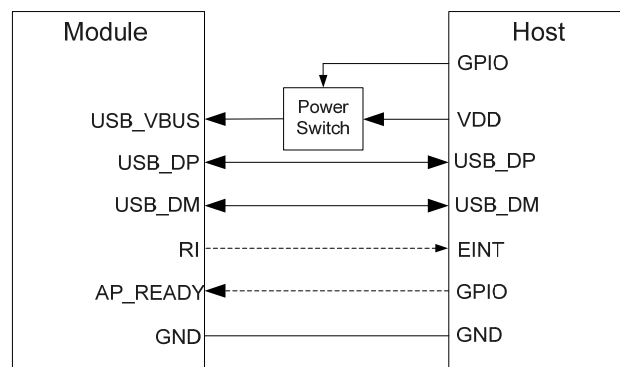 Module
Host
GPIO
Power
Switch
USB_VBUS
VDD
USB_DP
USB_DP
USB_DM
USB_DM
RI
EINT
AP_READY
GPIO
GND
GND